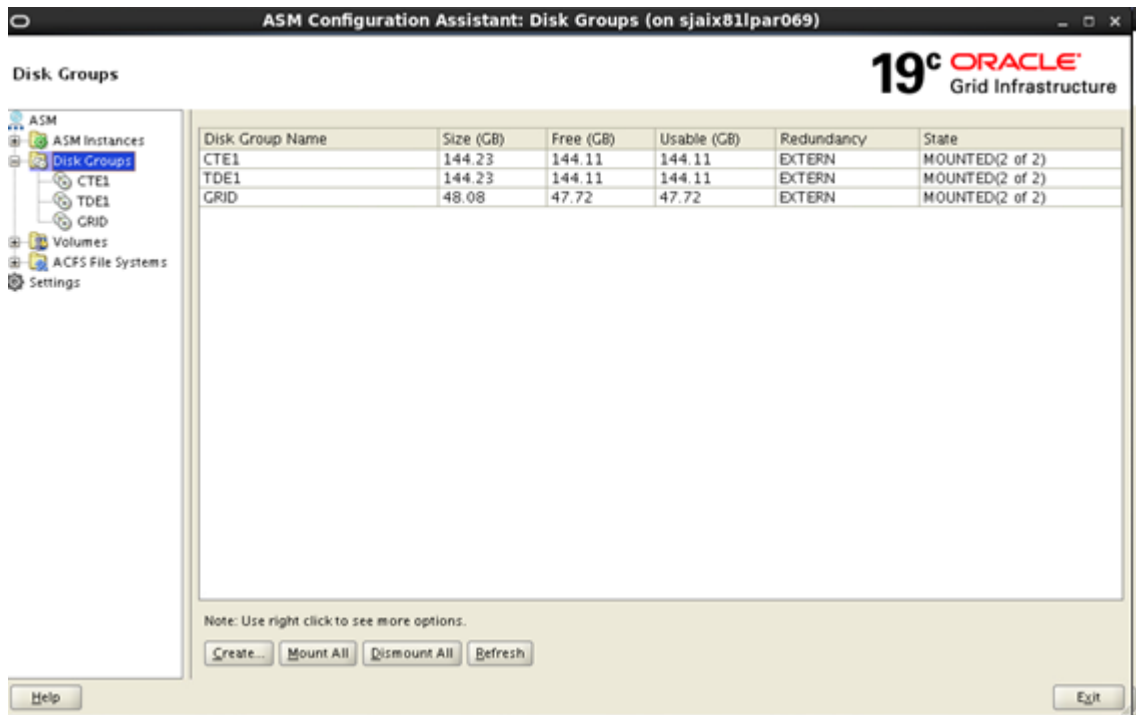 ASM Configuration Assistant: Disk Groups (on sjaix81lpar069)
Disk Groups
19c ORACLE
Grid Infrastructure
ASM
ASM Instances
Disk Groups
CTE1
TDE1
GRID
Volumes
ACFS File Systems
Settings
Disk Group Name Size (GB) Free (GB) Usable (GB) Redundancy State
CTE1 144.23 144.11 144.11 EXTERN MOUNTED(2 of 2)
TDE1 144.23 144.11 144.11 EXTERN MOUNTED(2 of 2)
GRID 48.08 47.72 47.72 EXTERN MOUNTED(2 of 2)
Note: Use right click to see more options.
Create... Mount All Dismount All Refresh
Help Exit